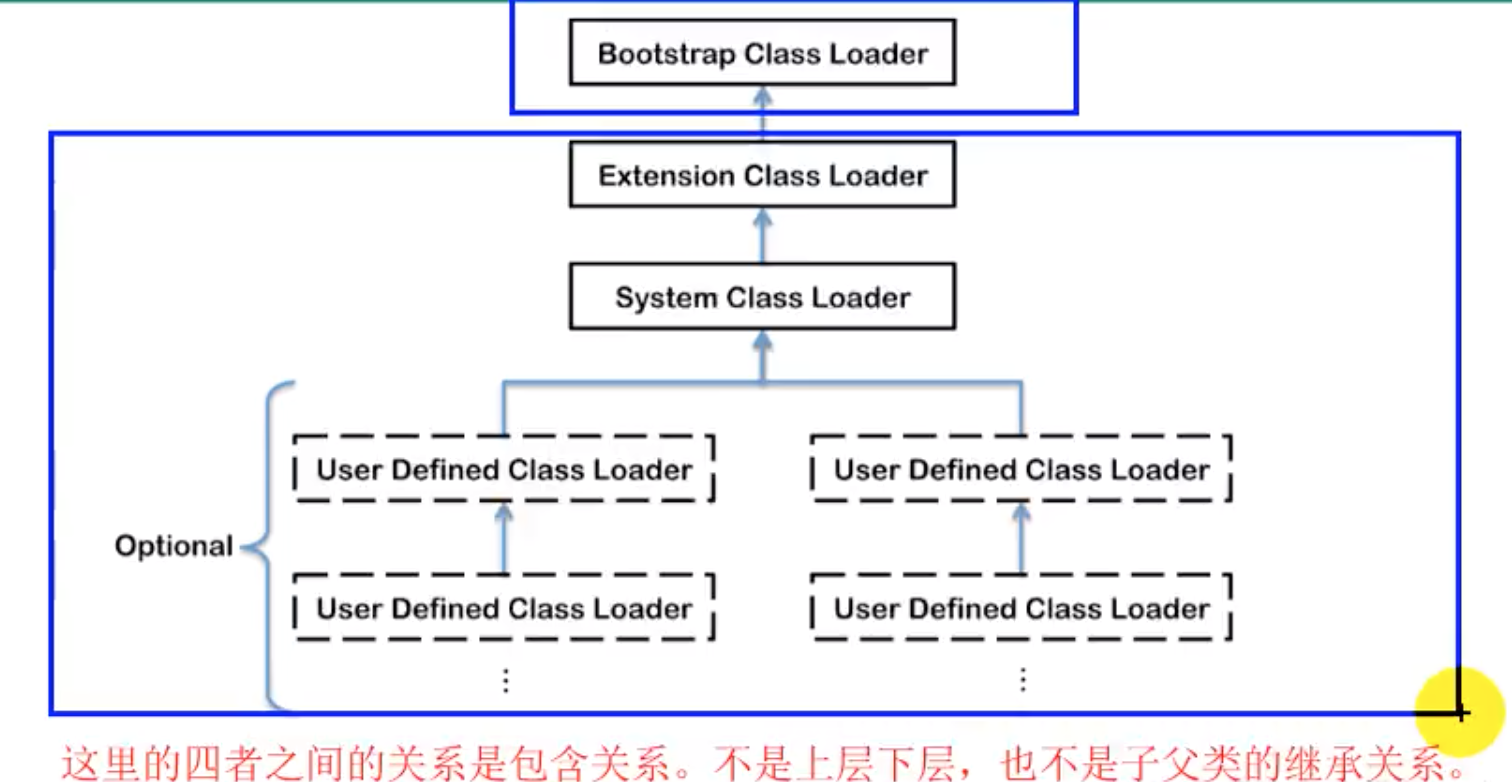 Bootstrap Class Loader
Extension Class Loader
System Class Loader
User Defined Class Loader
User Defined Class Loader
Optional
User Defined Class Loader
User Defined Class Loader
这里的四者之间的关系是包含关系。不是上层下层，也不是子父类的继承关系。